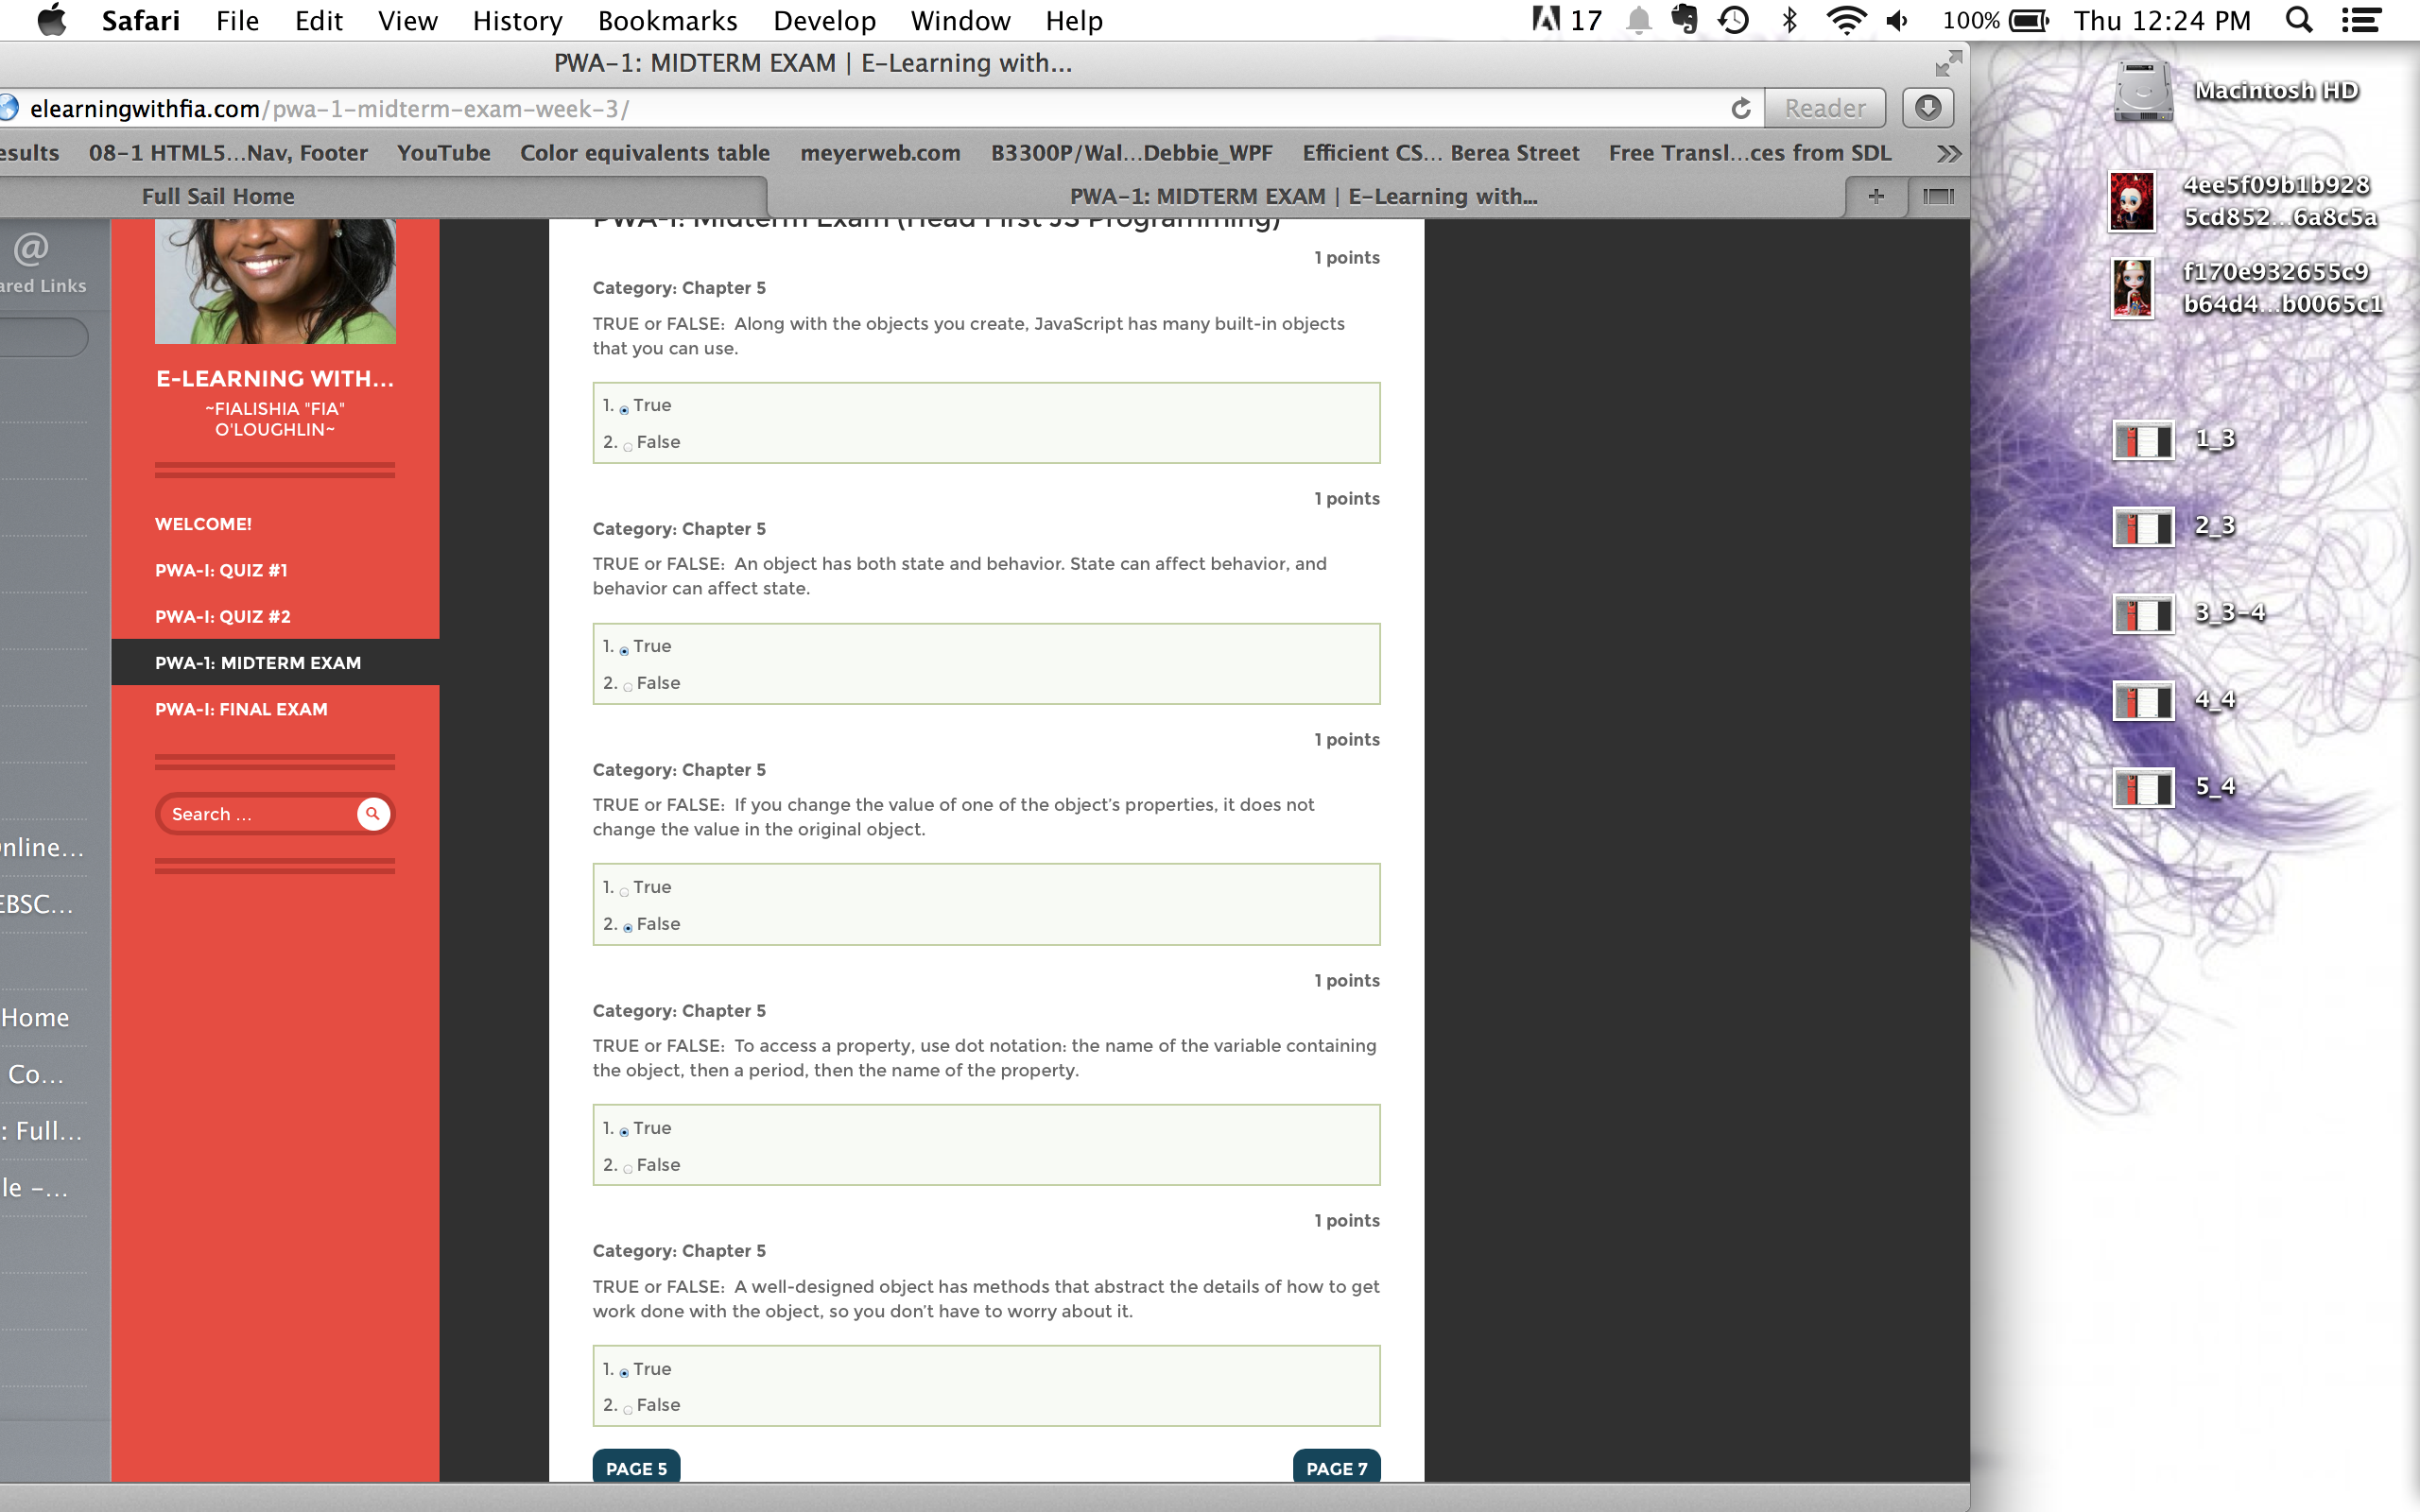 Safari File Edit View History Bookmarks Develop Window Help 17 100% Thu 12:24 PM
PWA-1: MIDTERM EXAM | E-Learning with...
elearningwithfia.com/pwa-1-midterm-exam-week-3/ Reader
esults 08-1 HTML5...Nav, Footer YouTube Color equivalents table meyerweb.com B3300P/Wal...Debbie_WPF Efficient CS... Berea Street Free Transl...ces from SDL
Full Sail Home PWA-1: MIDTERM EXAM | E-Learning with... +
@
ared Links
nline...
EBSC...
Home
Co...
: Full...
le -...
E-LEARNING WITH...
~FIALISHIA "FIA"
O'LOUGHLIN~
WELCOME!
PWA-I: QUIZ #1
PWA-I: QUIZ #2
PWA-1: MIDTERM EXAM
PWA-I: FINAL EXAM
Search ...
PWA-I: Midterm Exam (Head First JS Programming)
1 points
Category: Chapter 5
TRUE or FALSE: Along with the objects you create, JavaScript has many built-in objects
that you can use.
1. True
2. False
1 points
Category: Chapter 5
TRUE or FALSE: An object has both state and behavior. State can affect behavior, and
behavior can affect state.
1. True
2. False
1 points
Category: Chapter 5
TRUE or FALSE: If you change the value of one of the object's properties, it does not
change the value in the original object.
1. True
2. False
1 points
Category: Chapter 5
TRUE or FALSE: To access a property, use dot notation: the name of the variable containing
the object, then a period, then the name of the property.
1. True
2. False
1 points
Category: Chapter 5
TRUE or FALSE: A well-designed object has methods that abstract the details of how to get
work done with the object, so you don't have to worry about it.
1. True
2. False
PAGE 5 PAGE 7
Macintosh HD
4ee5f09b1b928
5cd852...6a8c5a
f170e932655c9
b64d4...b0065c1
1_3
2_3
3_3-4
4_4
5_4